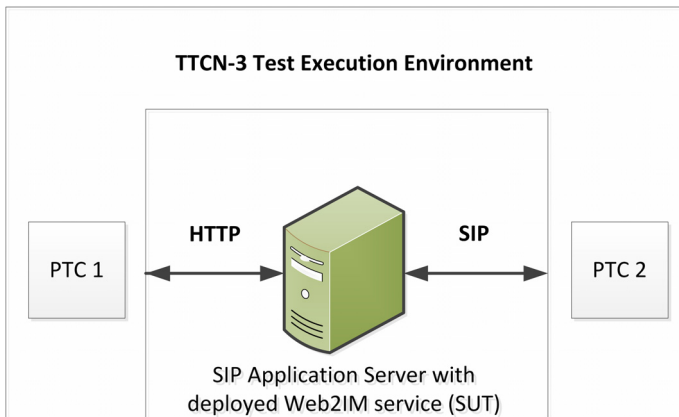 TTCN-3 Test Execution Environment
HTTP
SIP
PTC 1
PTC 2
SIP Application Server with
deployed Web2IM service (SUT)